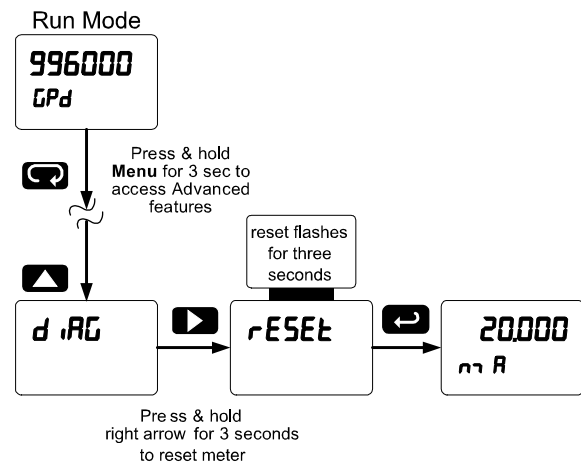 Run Mode
996000
GPd
Press & hold
Menu for 3 sec to
access Advanced
features
reset flashes
for three
seconds
diAG
rESEt
20.000
mA
Press & hold
right arrow for 3 seconds
to reset meter